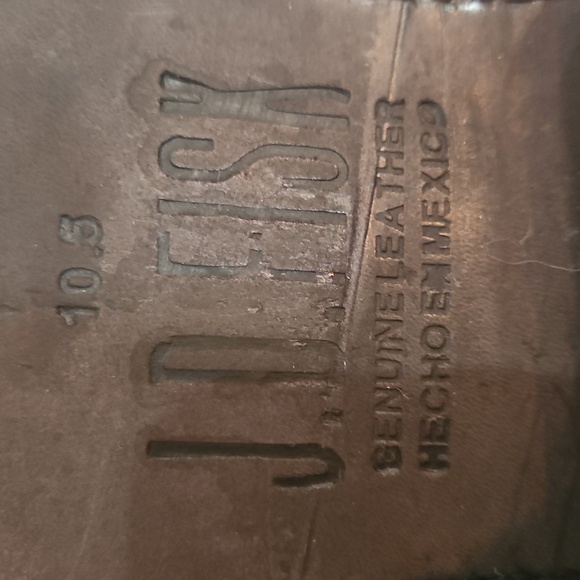 10.5
J.D. FISK
GENUINE LEATHER
HECHO EN MEXICO